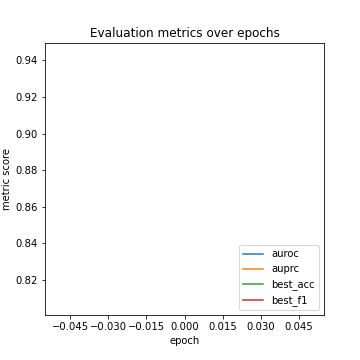 Evaluation metrics over epochs
metric score
0.94
0.92
0.90
0.88
0.86
0.84
0.82
auroc
auprc
best_acc
best_f1
−0.045 −0.030 −0.015 0.000 0.015 0.030 0.045
epoch